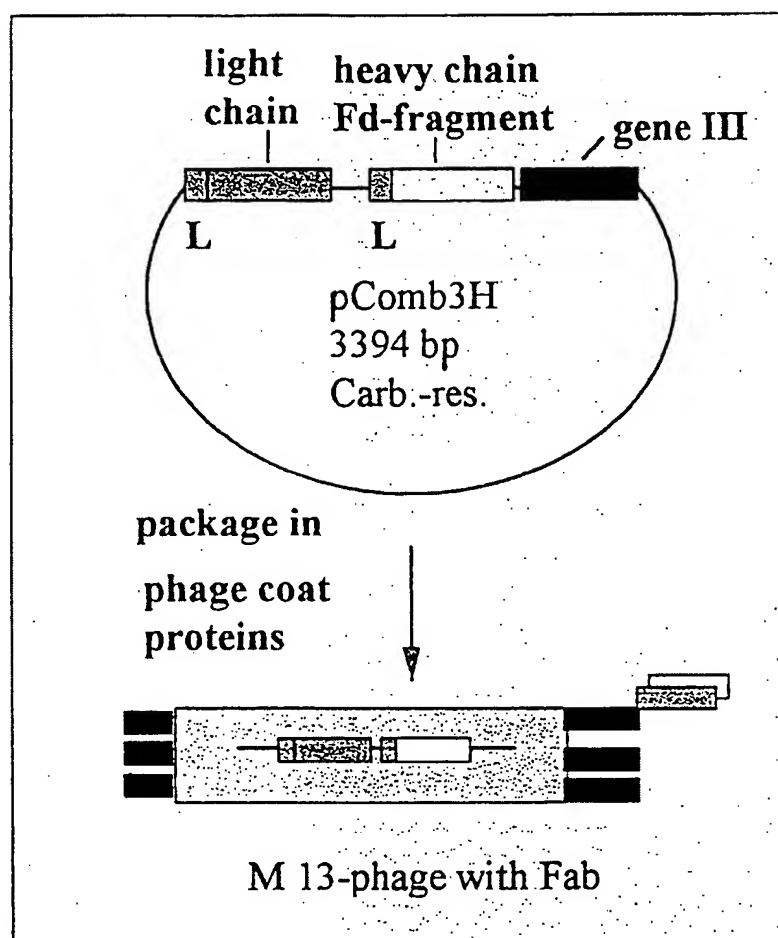 light
chain
heavy chain
Fd-fragment
gene III
L
L
pComb3H
3394 bp
Carb.-res.
package in
phage coat
proteins
M 13-phage with Fab